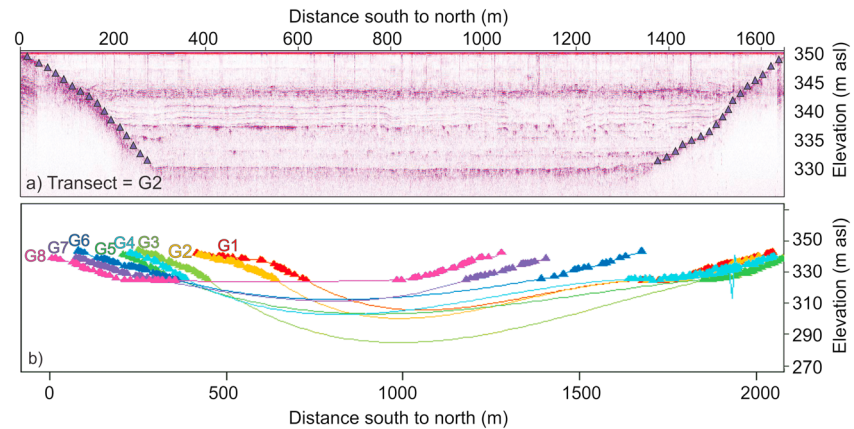 Distance south to north (m)
0 200 400 600 800 1000 1200 1400 1600
350
345
340
335
330
Elevation (m asl)
a) Transect = G2
G8 G7 G6 G5 G4 G3 G2 G1
350
330
310
290
270
Elevation (m asl)
b)
0 500 1000 1500 2000
Distance south to north (m)